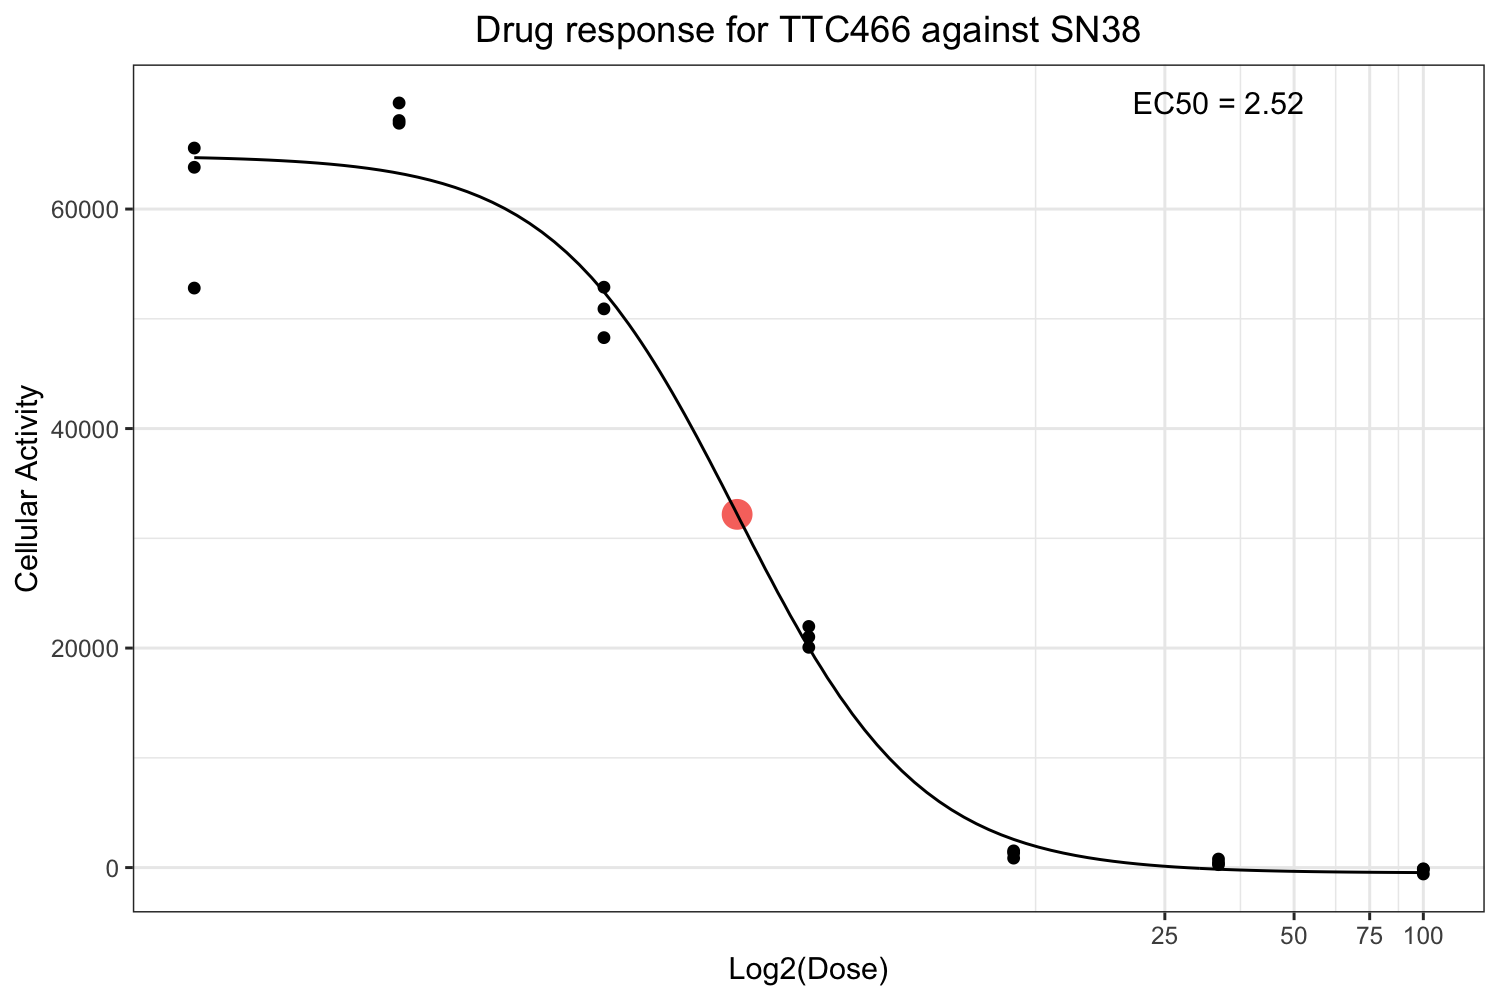 Drug response for TTC466 against SN38
EC50 = 2.52
Cellular Activity
60000
40000
20000
0
25 50 75 100
Log2(Dose)